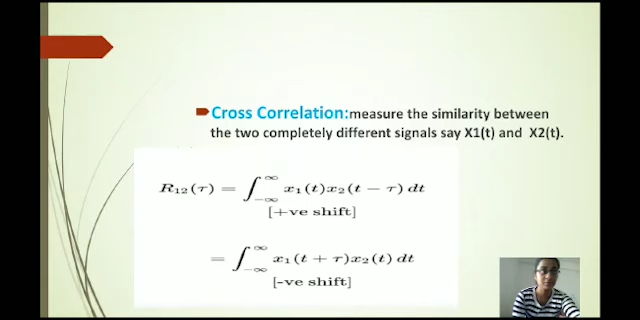 Cross Correlation:measure the similarity between
the two completely different signals say X1(t) and X2(t).
R₁₂(τ) = ∫_{-∞}^{∞} x₁(t)x₂(t − τ) dt
[+ve shift]
= ∫_{-∞}^{∞} x₁(t + τ)x₂(t) dt
[-ve shift]